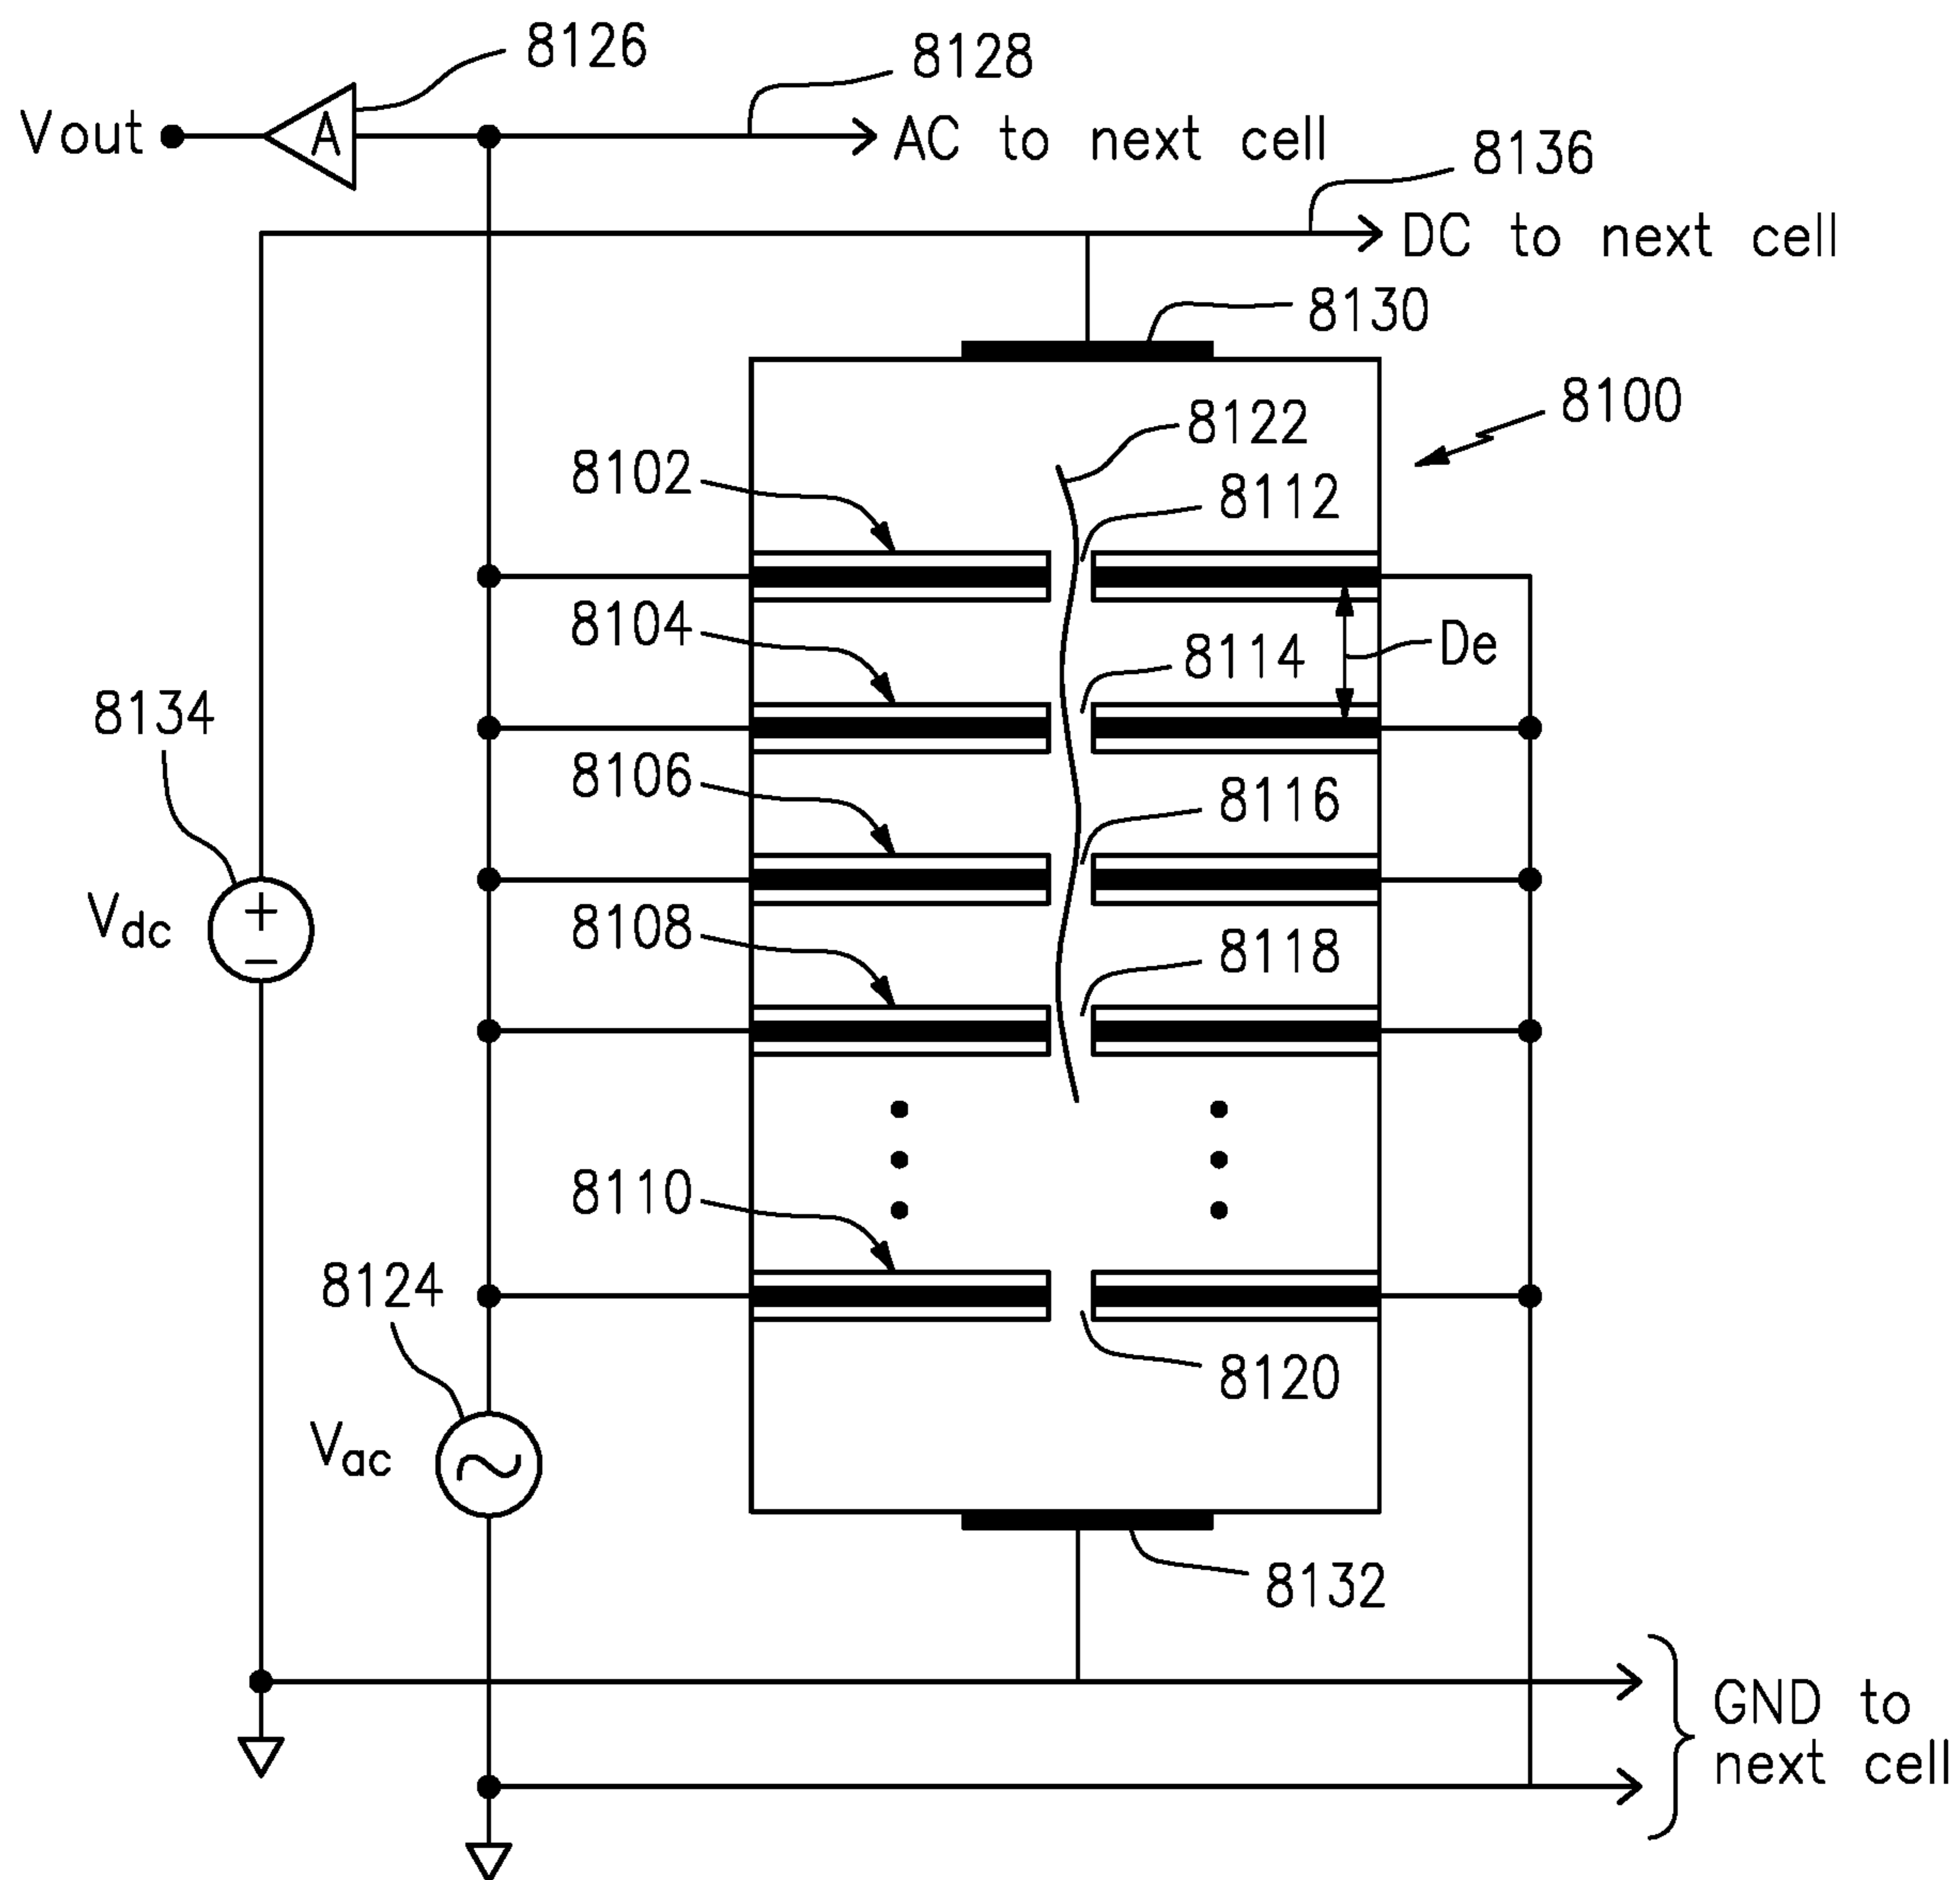 8126
8128
Vout
A
AC to next cell
8136
DC to next cell
8130
8100
8122
8102
8112
8104
8114
De
8134
8106
8116
Vdc
+
−
8108
8118
8110
8124
8120
Vac
8132
GND to
next cell